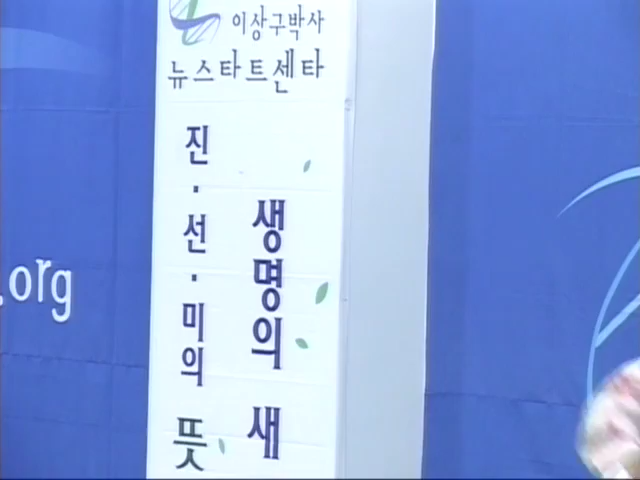 이상구박사
뉴스타트센타
생명의 새
진·선·미의 뜻
.org